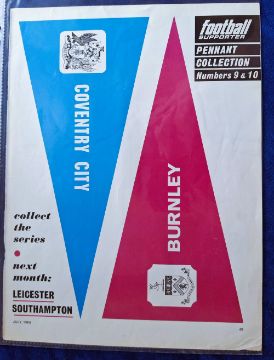 football
SUPPORTER
PENNANT
COLLECTION
Numbers 9 & 10
COVENTRY CITY
BURNLEY
collect
the
series
next
month;
LEICESTER
SOUTHAMPTON